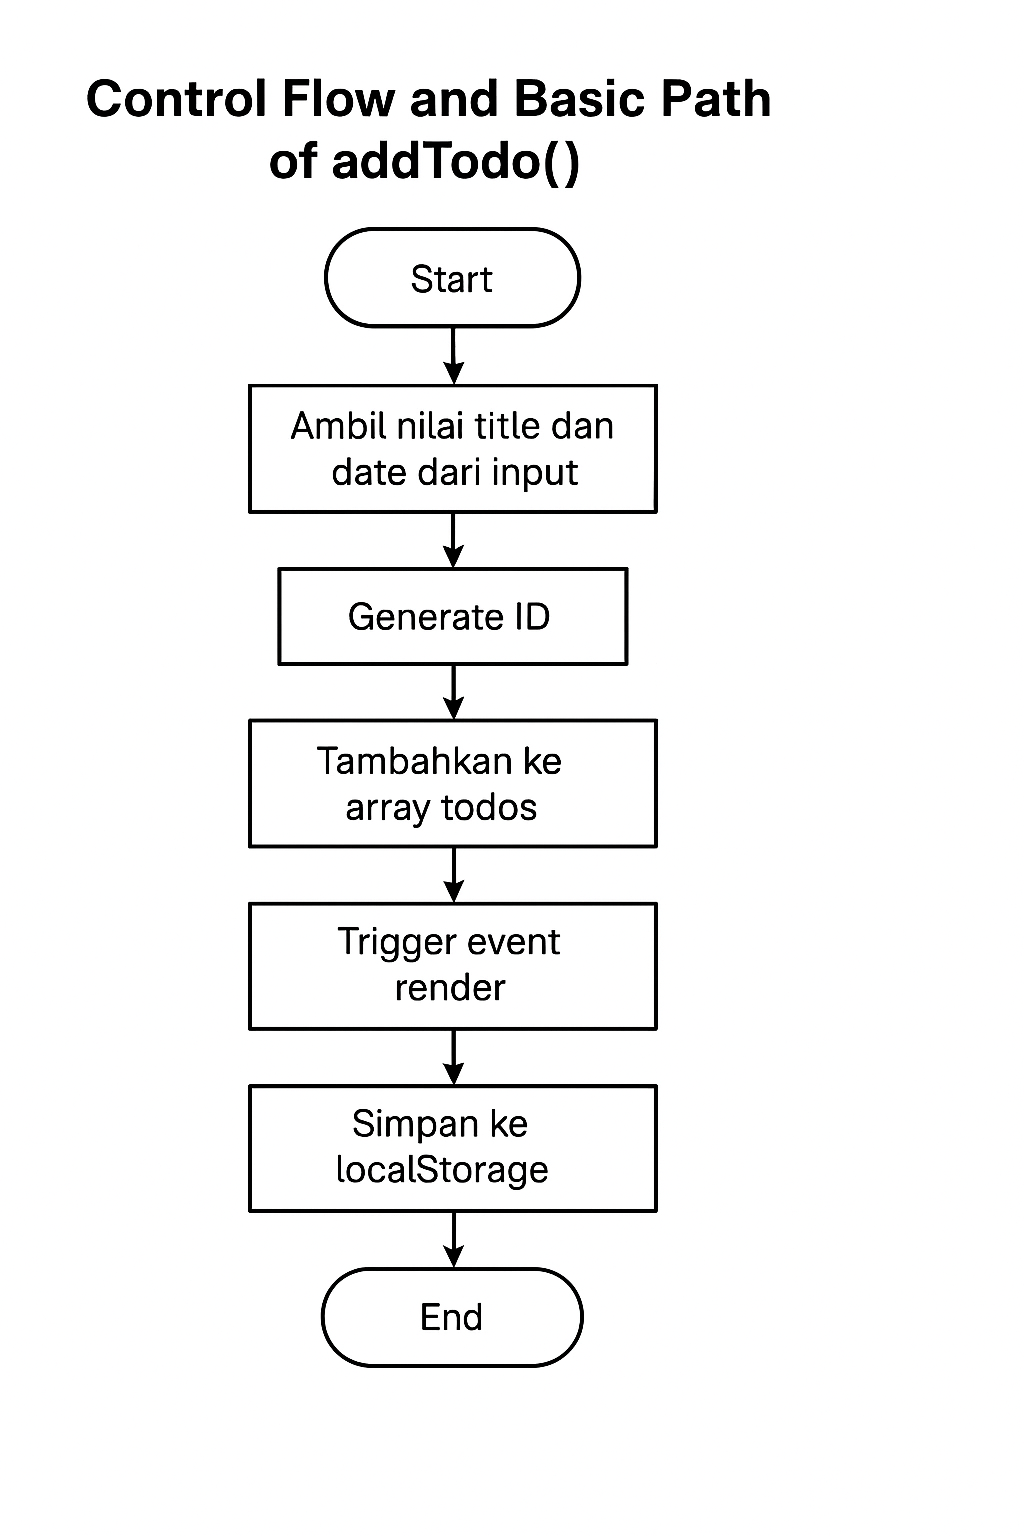 Control Flow and Basic Path
of addTodo()
Start
Ambil nilai title dan
date dari input
Generate ID
Tambahkan ke
array todos
Trigger event
render
Simpan ke
localStorage
End